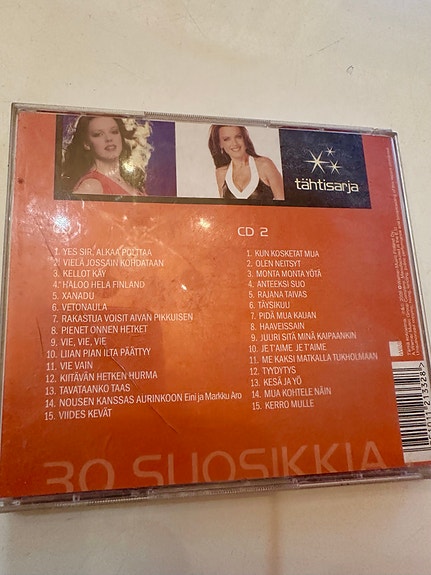 tähtisarja
CD 2
1. YES SIR, ALKAA POLTTAA
2. VIELÄ JOSSAIN KOHDATAAN
3. KELLOT KÄY
4. HALOO HELA FINLAND
5. XANADU
6. VETONAULA
7. RAKASTUA VOISIT AIVAN PIKKUISEN
8. PIENET ONNEN HETKET
9. VIE, VIE, VIE
10. LIIAN PIAN ILTA PÄÄTTYY
11. VIE VAIN
12. KIITÄVÄN HETKEN HURMA
13. TAVATAANKO TAAS
14. NOUSEN KANSSAS AURINKOON Eini ja Markku Aro
15. VIIDES KEVÄT
1. KUN KOSKETAT MUA
2. OLEN NEITSYT
3. MONTA MONTA YÖTÄ
4. ANTEEKSI SUO
5. RAJANA TAIVAS
6. TÄYSIKUU
7. PIDÄ MUA KAUAN
8. HAAVEISSAIN
9. JUURI SITÄ MINÄ KAIPAANKIN
10. JE T'AIME JE T'AIME
11. ME KAKSI MATKALLA TUKHOLMAAN
12. TYYDYTYS
13. KESÄ JA YÖ
14. MUA KOHTELE NÄIN
15. KERRO MULLE
30 SUOSIKKIA